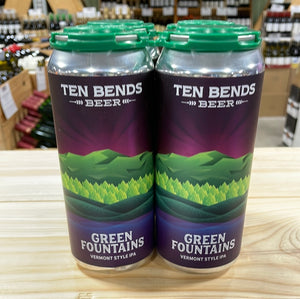 TEN BENDS
BEER
GREEN
FOUNTAINS
VERMONT STYLE IPA
TEN BENDS
BEER
GREEN
FOUNTAINS
VERMONT STYLE IPA